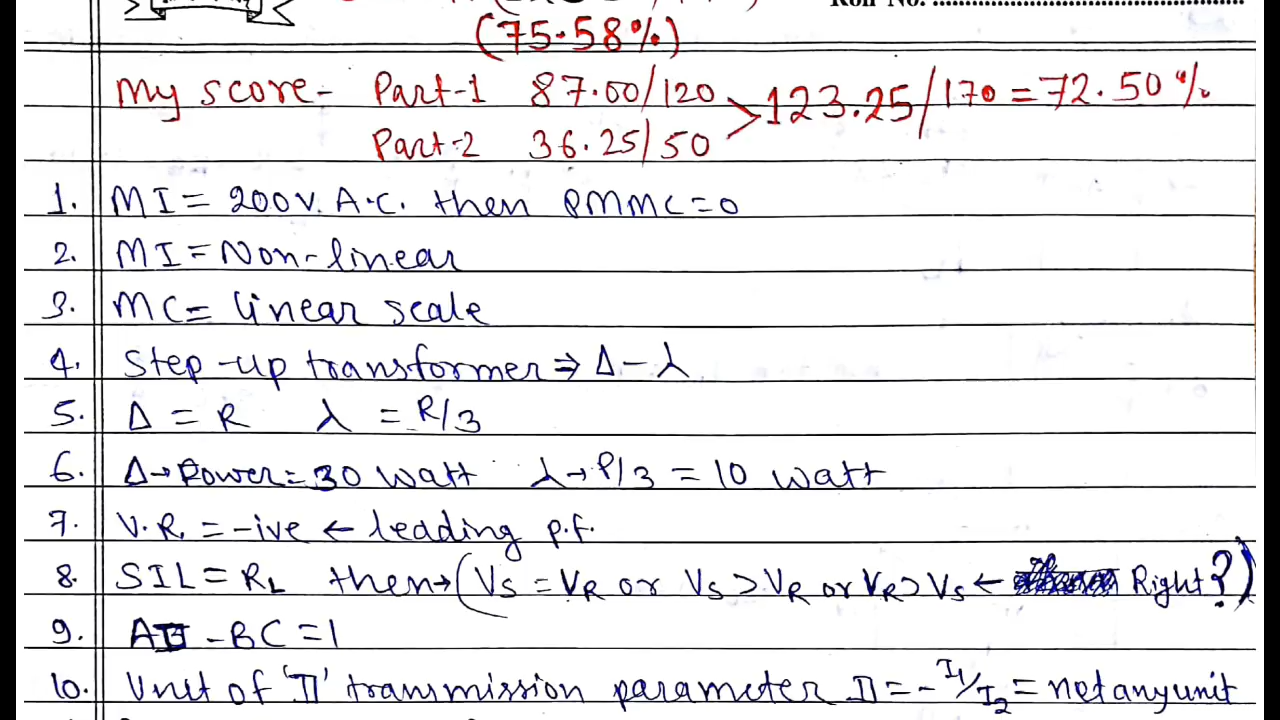 Roll No. ........................
(75.58%)
My score- Part-1 87.00/120 > 123.25/170 = 72.50 %
Part-2 36.25/50
1. MI = 200V. A.C. then PMMC=0
2. MI = Non-linear
3. MC= linear scale
4. Step-up transformer ⇒ Δ-λ
5. Δ = R λ = R/3
6. Δ→Power= 30 watt λ→P/3 = 10 watt
7. V.R. = -ive ← leading p.f.
8. SIL = RL then→(VS = VR or VS > VR or VR > VS ← Right?)
9. AD - BC = 1
10. Unit of 'D' transmission parameter D = -I1/I2 = not any unit